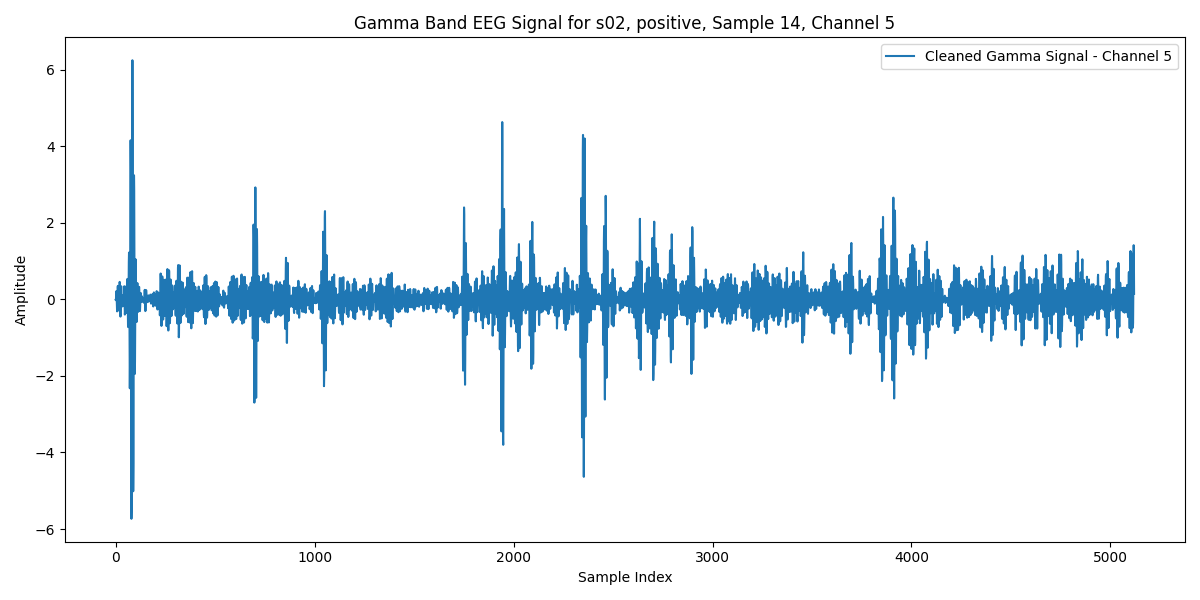 Gamma Band EEG Signal for s02, positive, Sample 14, Channel 5
Cleaned Gamma Signal - Channel 5
Amplitude
6
4
2
0
−2
−4
−6
0 1000 2000 3000 4000 5000
Sample Index